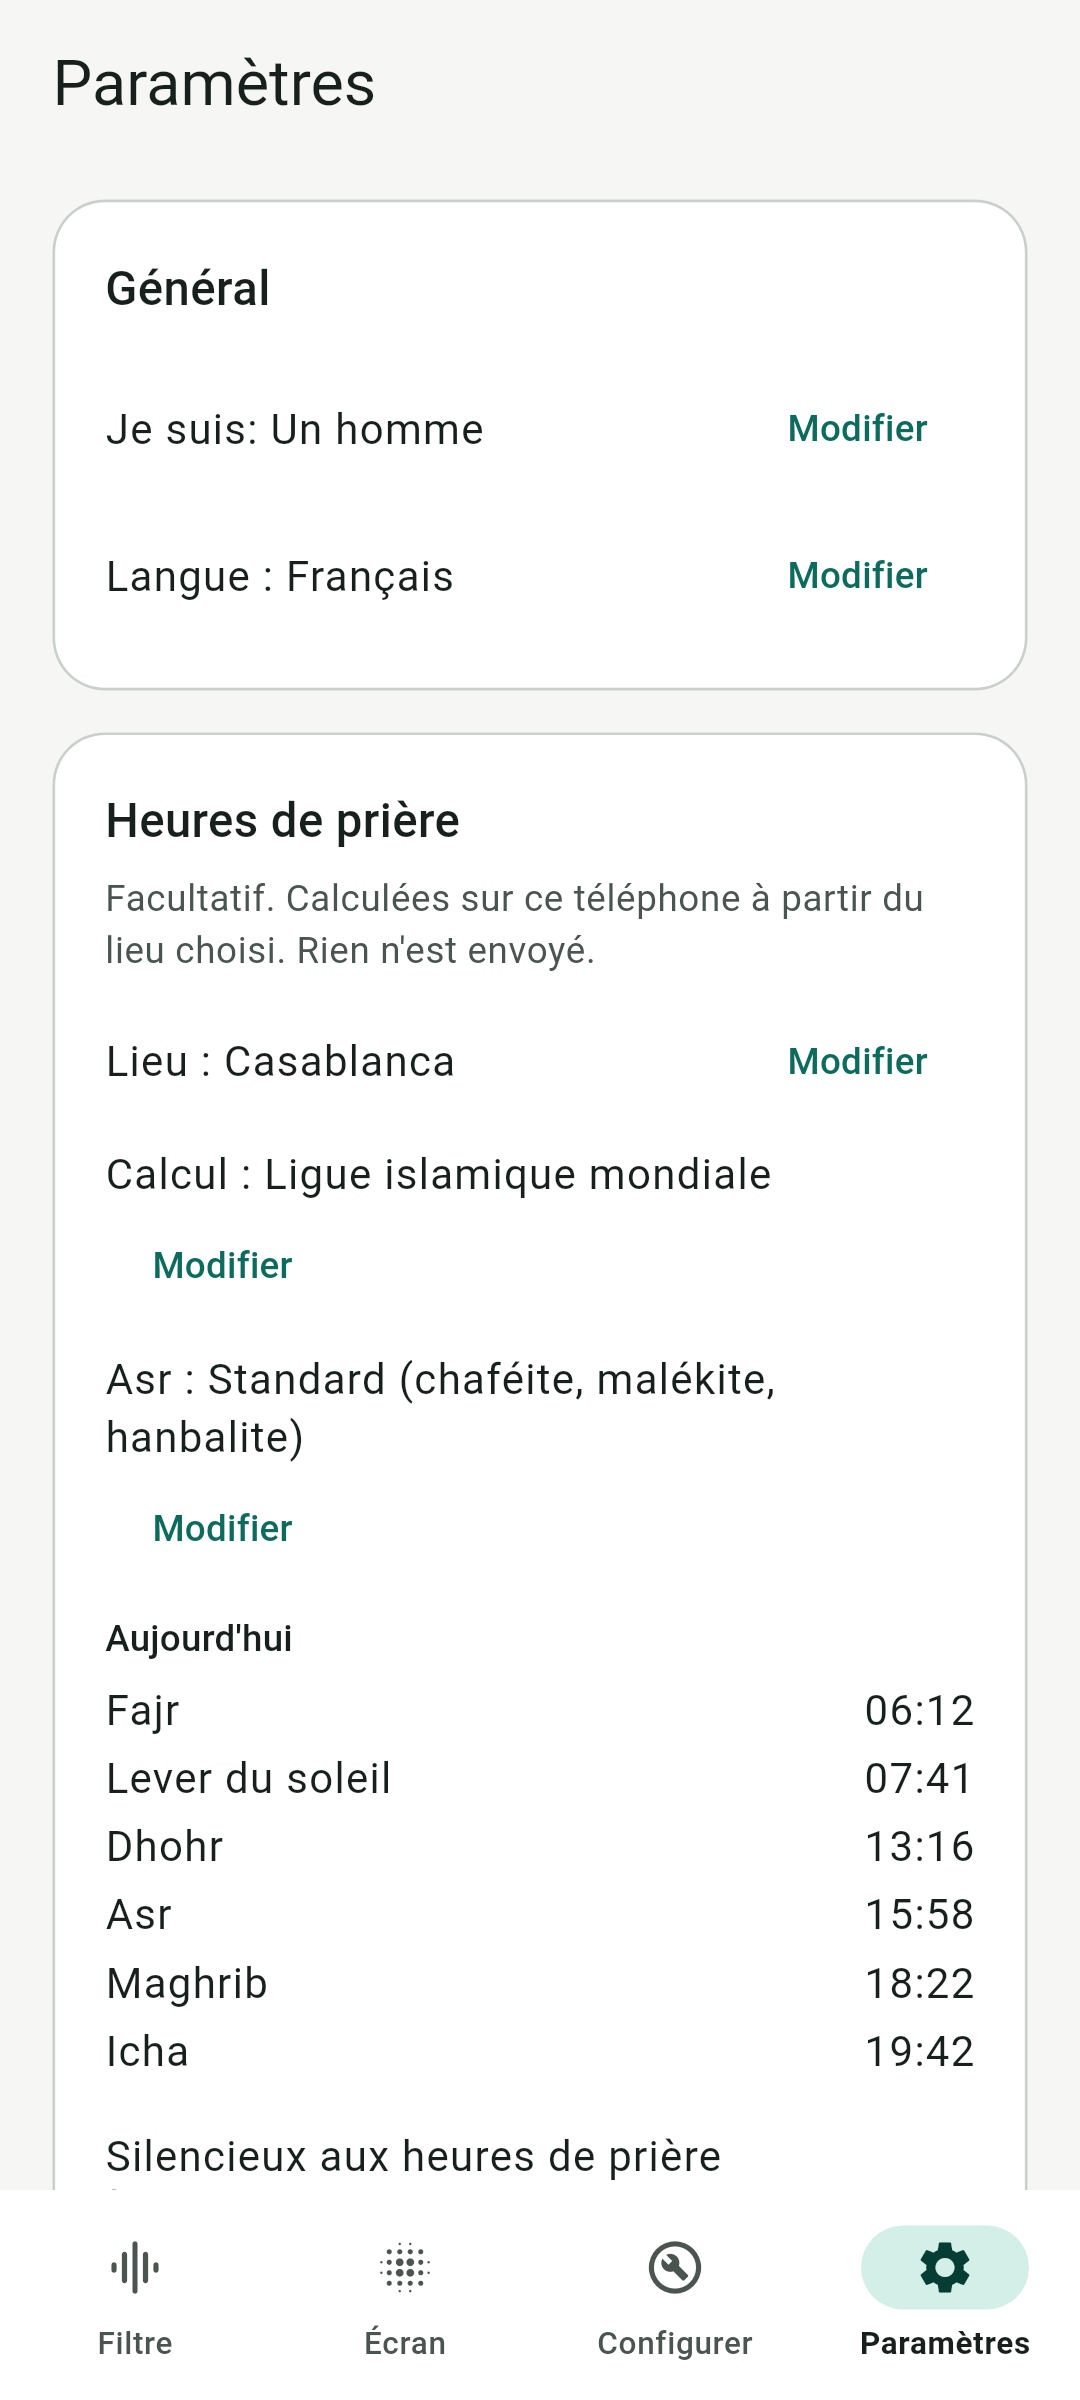 Paramètres
Général
Je suis: Un homme
Modifier
Langue : Français
Modifier
Heures de prière
Facultatif. Calculées sur ce téléphone à partir du
lieu choisi. Rien n'est envoyé.
Lieu : Casablanca
Modifier
Calcul : Ligue islamique mondiale
Modifier
Asr : Standard (chaféite, malékite,
hanbalite)
Modifier
Aujourd'hui
Fajr 06:12
Lever du soleil 07:41
Dhohr 13:16
Asr 15:58
Maghrib 18:22
Icha 19:42
Silencieux aux heures de prière
Filtre
Écran
Configurer
Paramètres